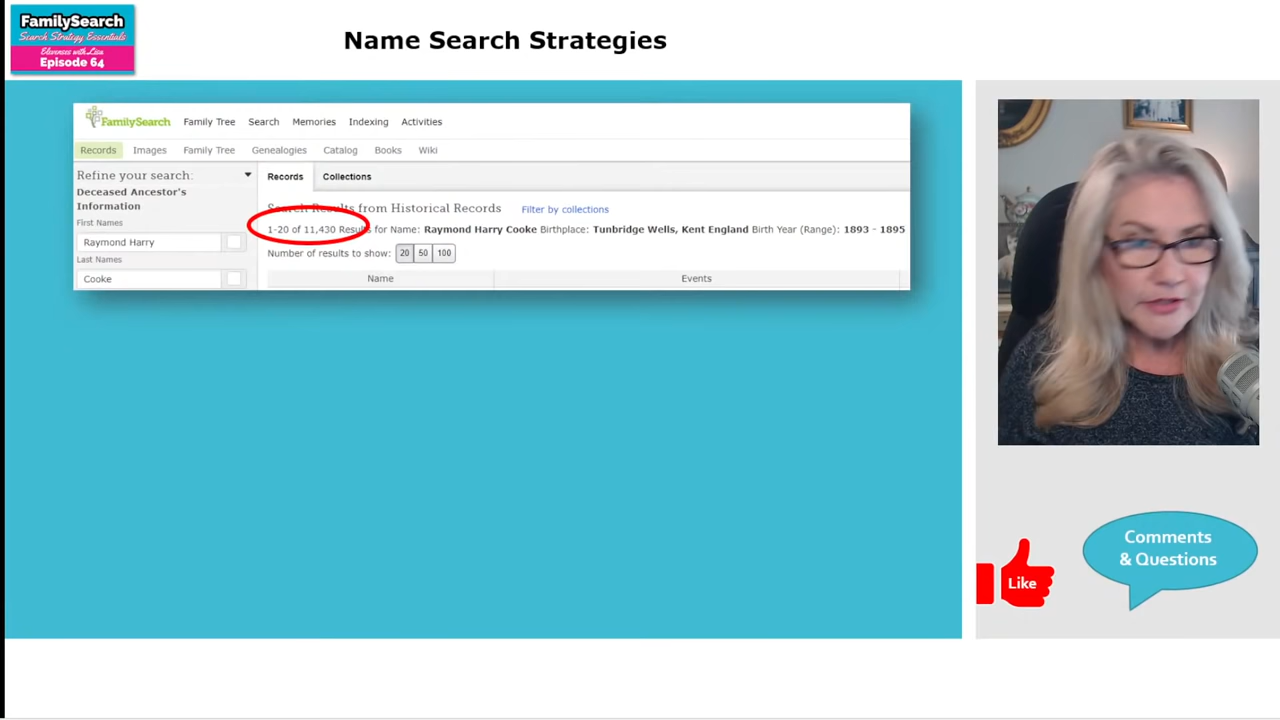 FamilySearch
Search Strategy Essentials
Elevenses with Lisa
Episode 64
Name Search Strategies
FamilySearch Family Tree Search Memories Indexing Activities
Records Images Family Tree Genealogies Catalog Books Wiki
Refine your search:
Deceased Ancestor's
Information
First Names
Raymond Harry
Last Names
Cooke
Records Collections
Search Results from Historical Records Filter by collections
1-20 of 11,430 Results for Name: Raymond Harry Cooke Birthplace: Tunbridge Wells, Kent England Birth Year (Range): 1893 - 1895
Number of results to show: 20 50 100
Name Events
Comments
& Questions
Like